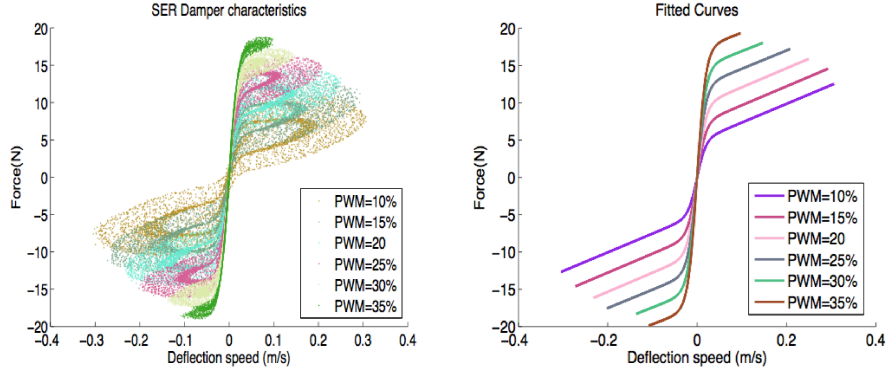 SER Damper characteristics
20
15
10
5
0
−5
−10
−15
−20
Force(N)
PWM=10%
PWM=15%
PWM=20
PWM=25%
PWM=30%
PWM=35%
−0.4
−0.3
−0.2
−0.1
0
0.1
0.2
0.3
0.4
Deflection speed (m/s)
Fitted Curves
20
15
10
5
0
−5
−10
−15
−20
Force(N)
PWM=10%
PWM=15%
PWM=20
PWM=25%
PWM=30%
PWM=35%
−0.4
−0.2
0
0.2
0.4
Deflection speed (m/s)